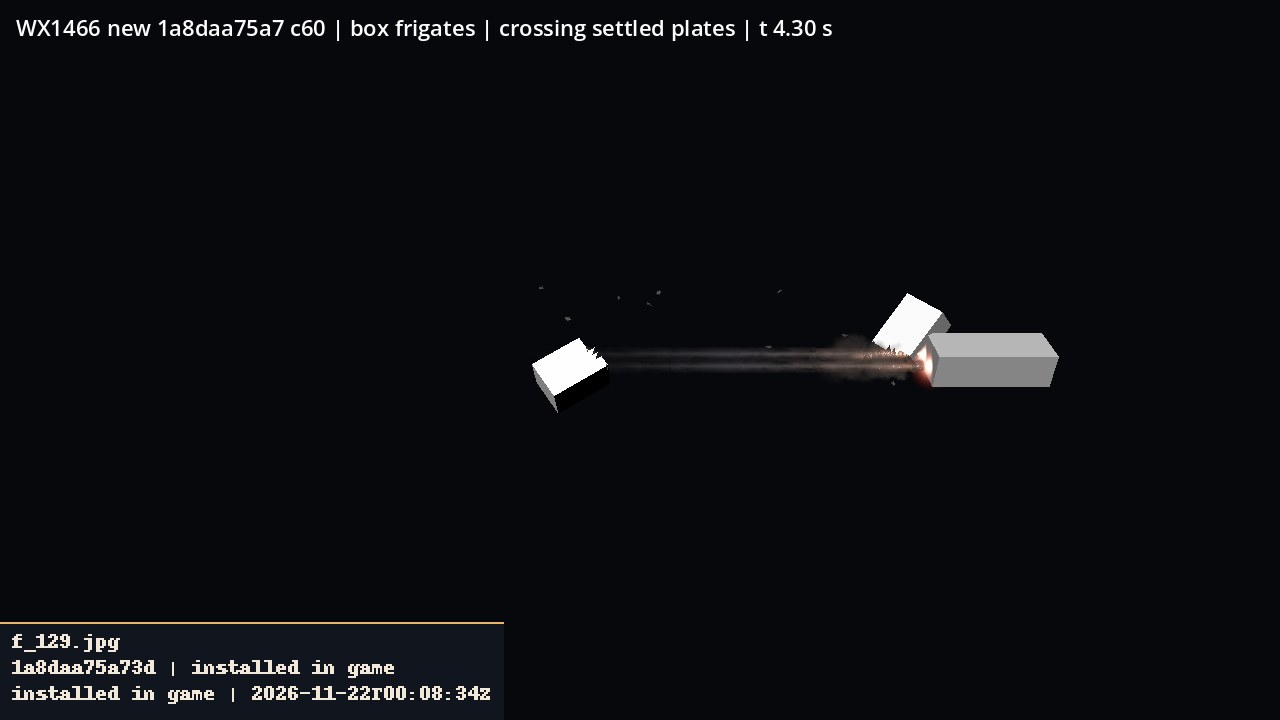 WX1466 new 1a8daa75a7 c60 | box frigates | crossing settled plates | t 4.30 s
f_129.jpg
1a8daa75a73d | installed in game
installed in game | 2026-11-22T00:08:34Z